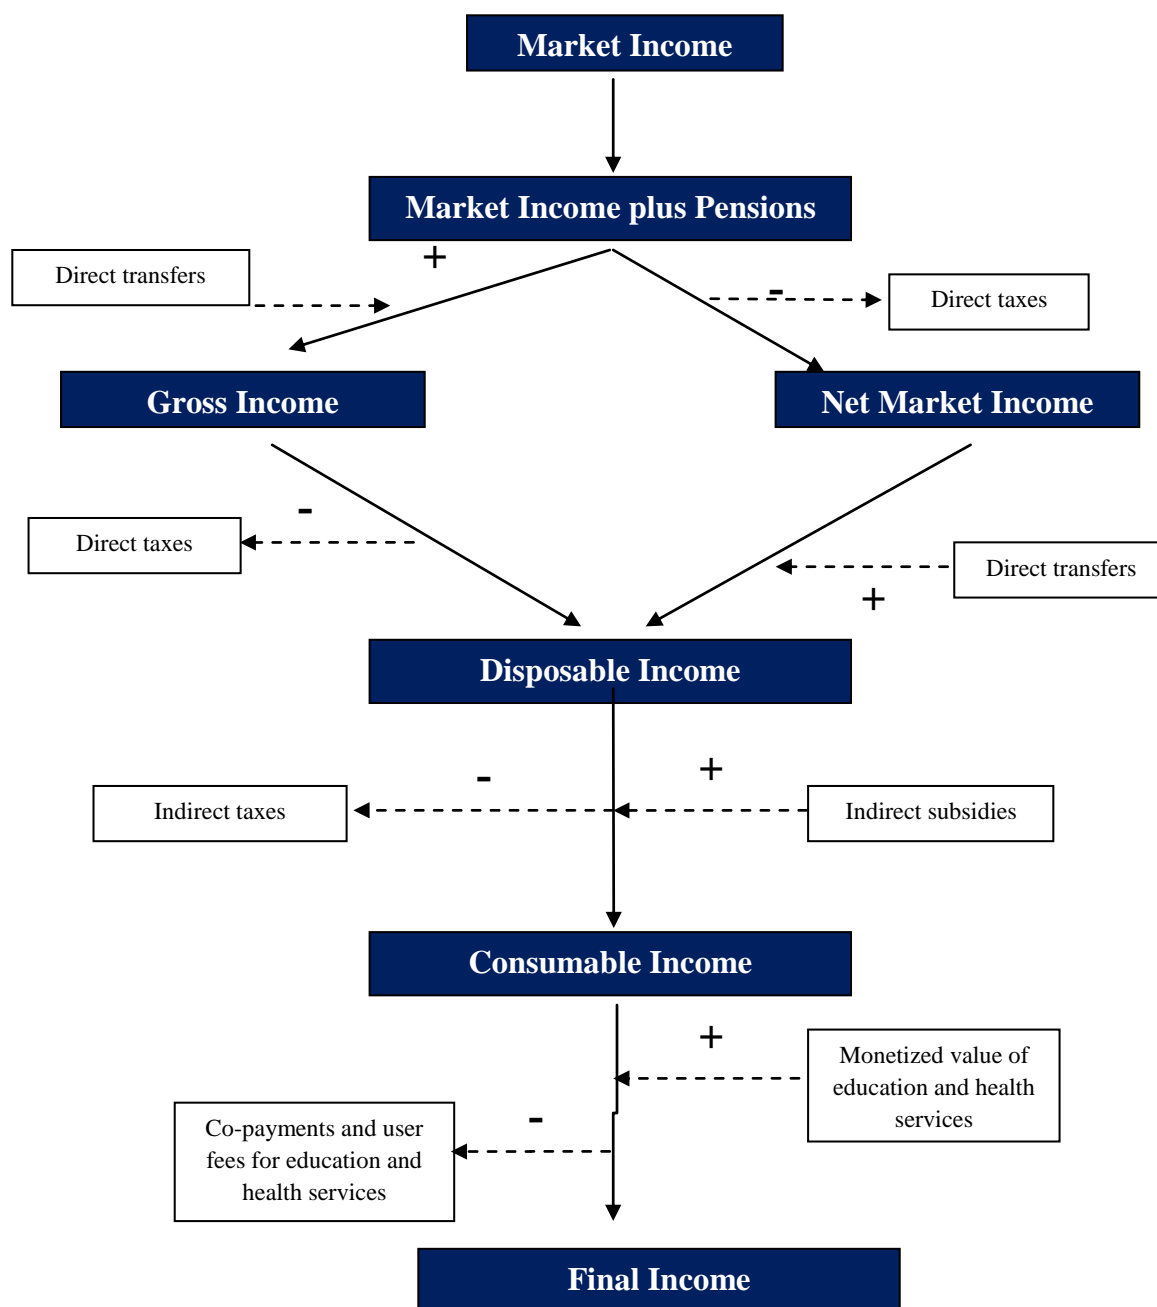 Market Income
Market Income plus Pensions
+
Direct transfers
-
Direct taxes
Gross Income
Net Market Income
-
Direct taxes
Direct transfers
+
Disposable Income
-
+
Indirect taxes
Indirect subsidies
Consumable Income
+
Monetized value of
education and health
services
-
Co-payments and user
fees for education and
health services
Final Income